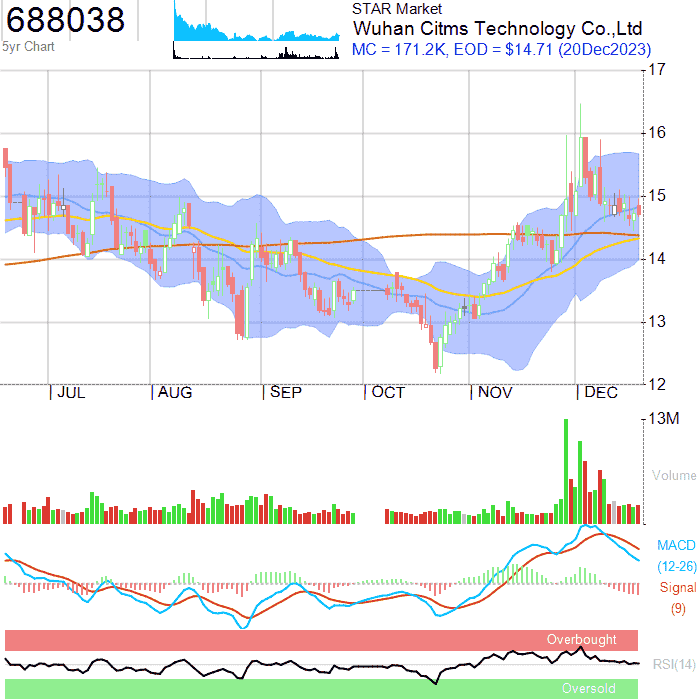 688038
5yr Chart
STAR Market
Wuhan Citms Technology Co.,Ltd
MC = 171.2K, EOD = $14.71 (20Dec2023)
17
16
15
14
13
12
JUL AUG SEP OCT NOV DEC
13M
Volume
MACD
(12-26)
Signal
(9)
Overbought
RSI(14)
Oversold